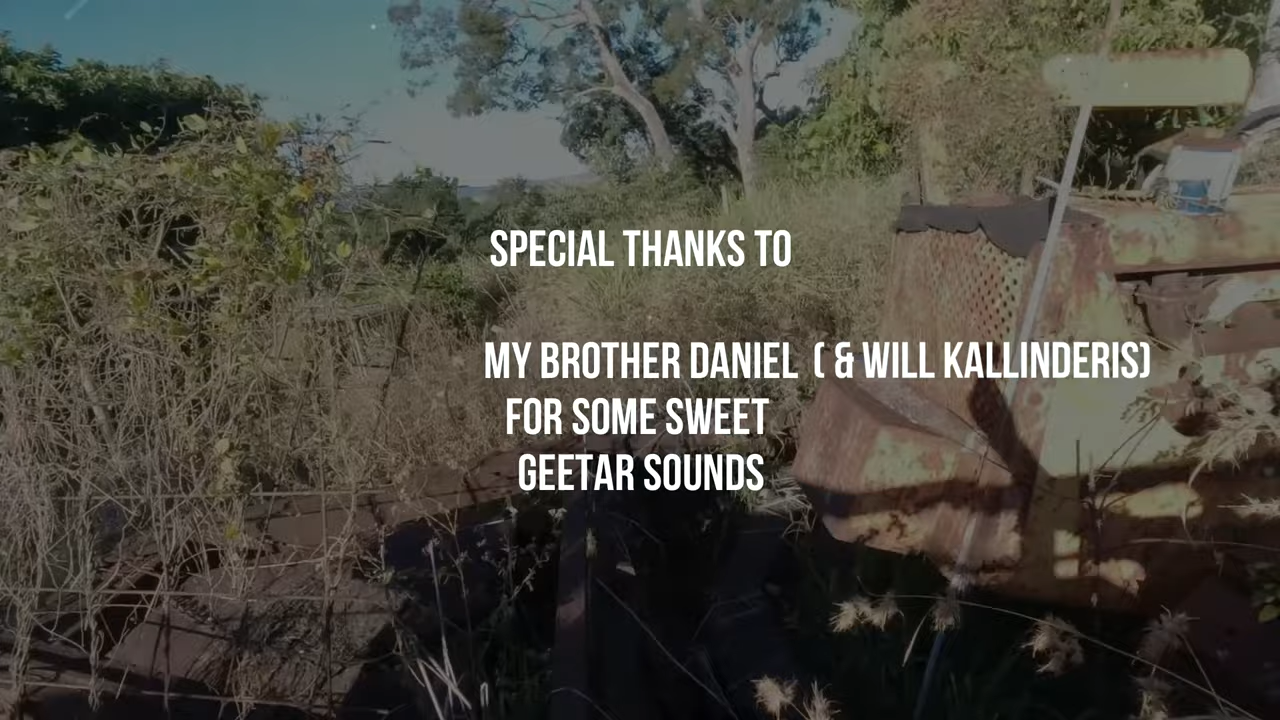 SPECIAL THANKS TO
MY BROTHER DANIEL ( & WILL KALLINDERIS)
FOR SOME SWEET
GEETAR SOUNDS